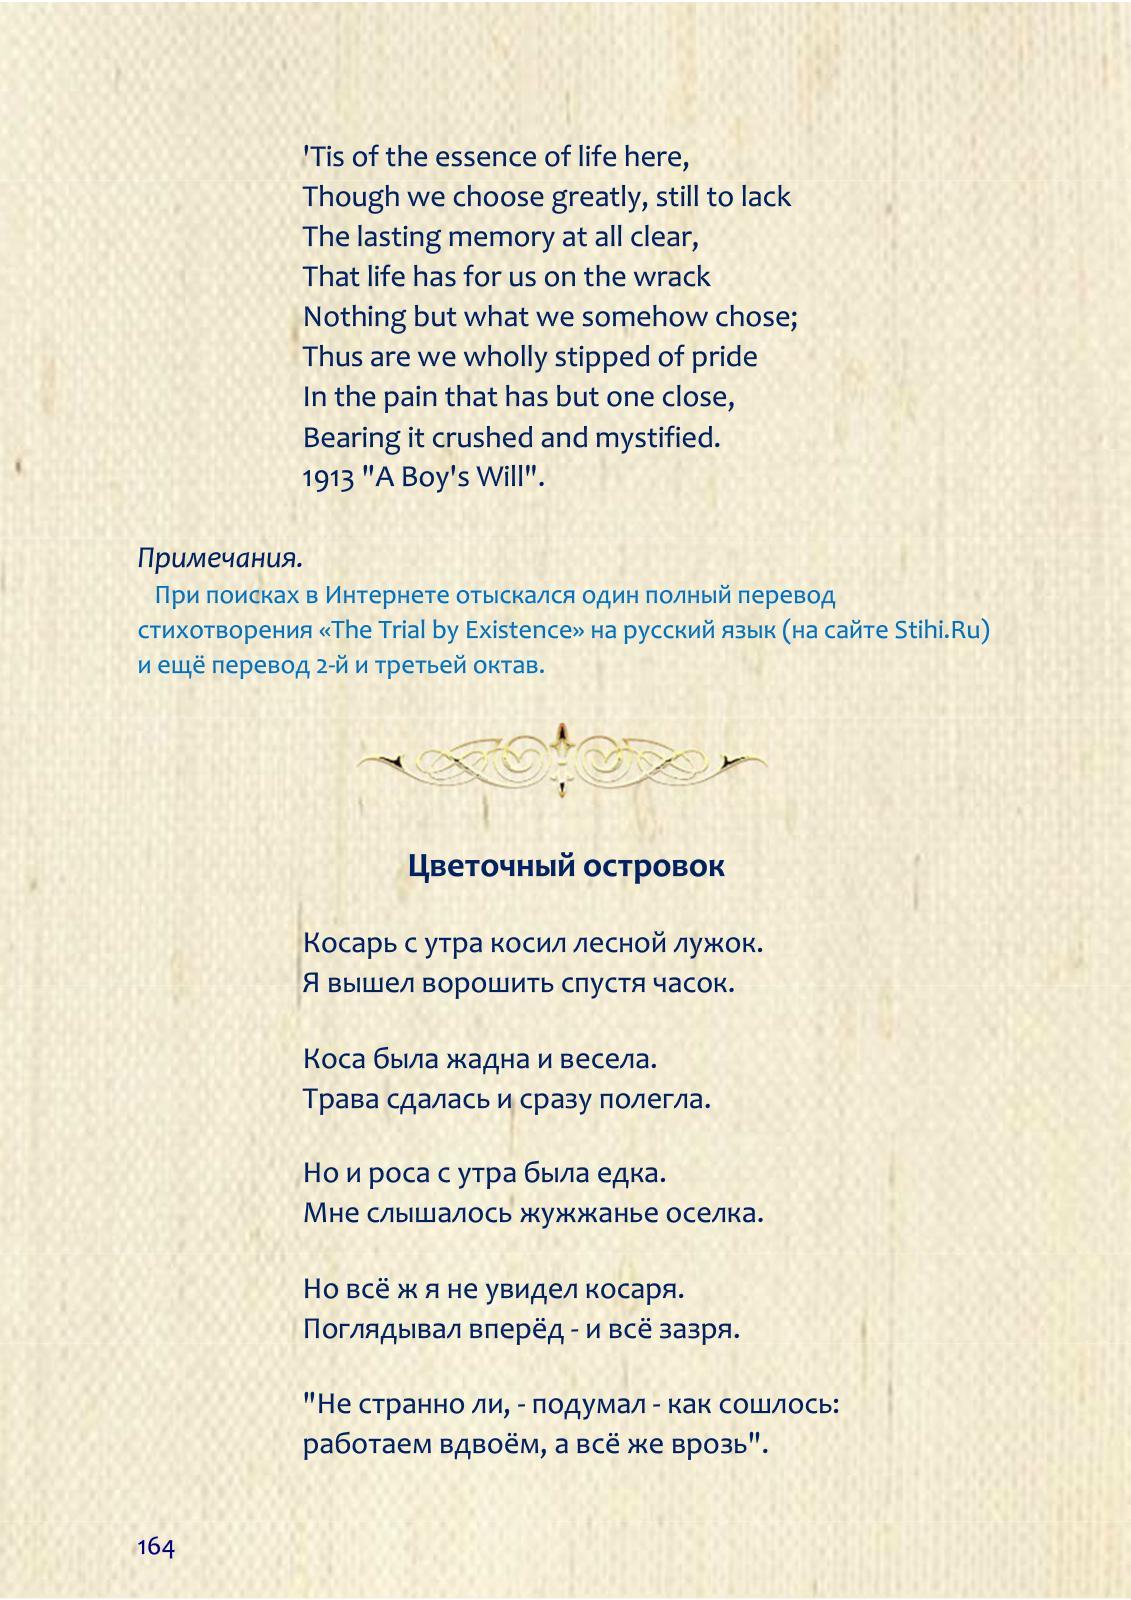 'Tis of the essence of life here,
Though we choose greatly, still to lack
The lasting memory at all clear,
That life has for us on the wrack
Nothing but what we somehow chose;
Thus are we wholly stipped of pride
In the pain that has but one close,
Bearing it crushed and mystified.
1913 "A Boy's Will".
Примечания.
При поисках в Интернете отыскался один полный перевод
стихотворения «The Trial by Existence» на русский язык (на сайте Stihi.Ru)
и ещё перевод 2-й и третьей октав.
Цветочный островок
Косарь с утра косил лесной лужок.
Я вышел ворошить спустя часок.
Коса была жадна и весела.
Трава сдалась и сразу полегла.
Но и роса с утра была едка.
Мне слышалось жужжанье оселка.
Но всё ж я не увидел косаря.
Поглядывал вперёд - и всё зазря.
"Не странно ли, - подумал - как сошлось:
работаем вдвоём, а всё же врозь".
164